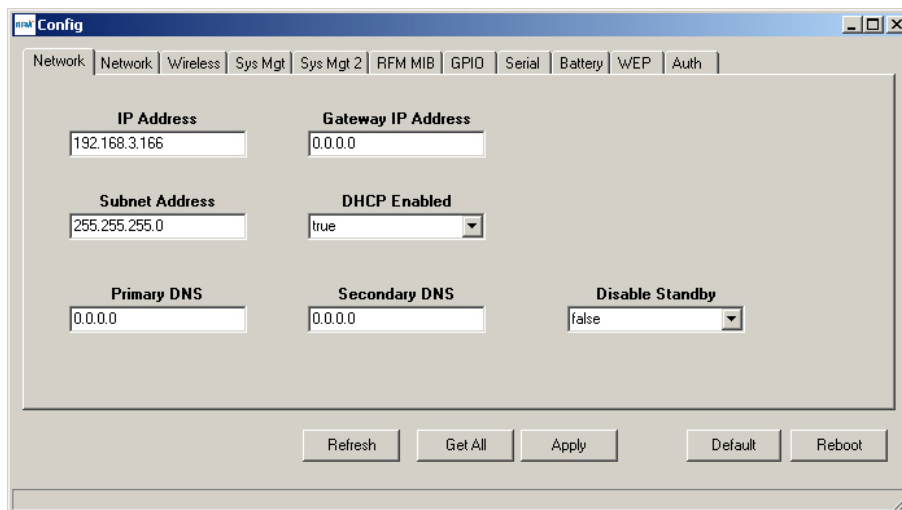 RFM Config
Network Network Wireless Sys Mgt Sys Mgt 2 RFM MIB GPIO Serial Battery WEP Auth
IP Address Gateway IP Address
192.168.3.166 0.0.0.0
Subnet Address DHCP Enabled
255.255.255.0 true
Primary DNS Secondary DNS Disable Standby
0.0.0.0 0.0.0.0 false
Refresh Get All Apply Default Reboot